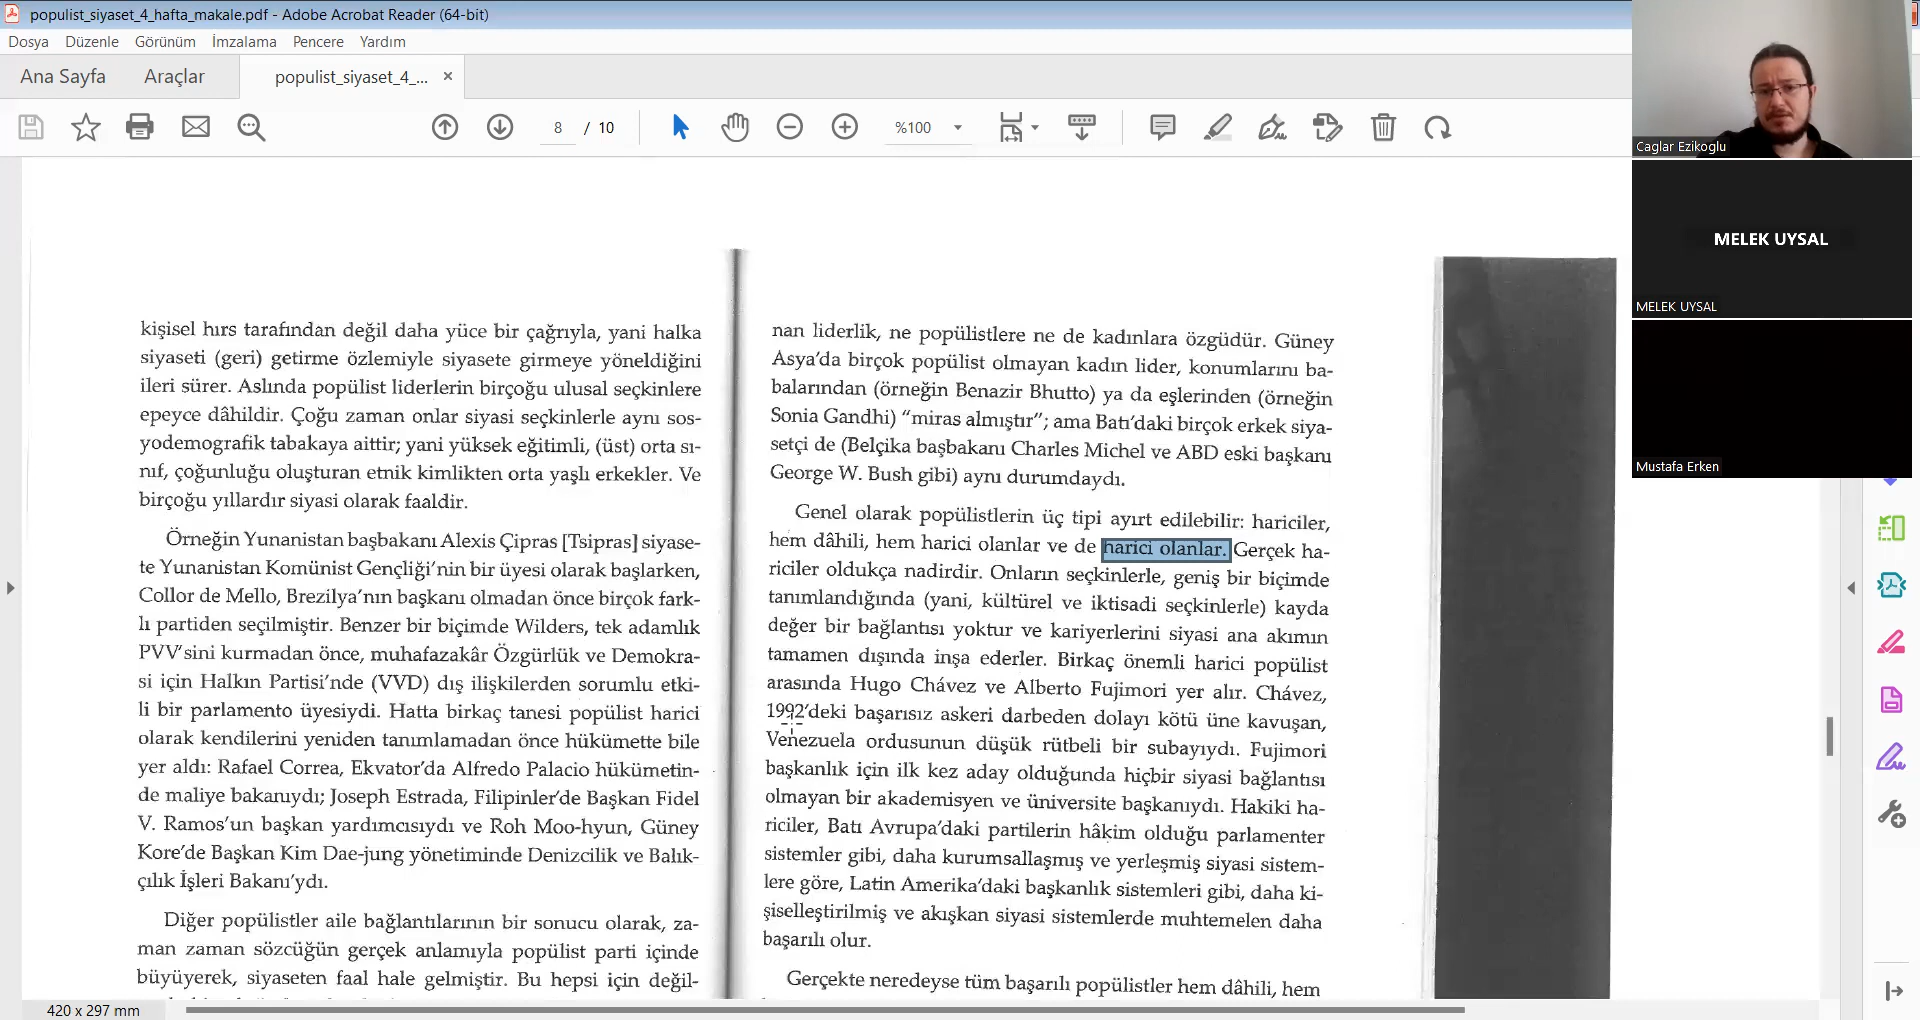 populist_siyaset_4_hafta_makale.pdf - Adobe Acrobat Reader (64-bit)
Dosya Düzenle Görünüm İmzalama Pencere Yardım
Ana Sayfa Araçlar populist_siyaset_4_... ×
8 / 10 %100
kişisel hırs tarafından değil daha yüce bir çağrıyla, yani halka
siyaseti (geri) getirme özlemiyle siyasete girmeye yöneldiğini
ileri sürer. Aslında popülist liderlerin birçoğu ulusal seçkinlere
epeyce dâhildir. Çoğu zaman onlar siyasi seçkinlerle aynı sos-
yodemografik tabakaya aittir; yani yüksek eğitimli, (üst) orta sı-
nıf, çoğunluğu oluşturan etnik kimlikten orta yaşlı erkekler. Ve
birçoğu yıllardır siyasi olarak faaldir.
Örneğin Yunanistan başbakanı Alexis Çipras [Tsipras] siyase-
te Yunanistan Komünist Gençliği'nin bir üyesi olarak başlarken,
Collor de Mello, Brezilya'nın başkanı olmadan önce birçok fark-
lı partiden seçilmiştir. Benzer bir biçimde Wilders, tek adamlık
PVV'sini kurmadan önce, muhafazakâr Özgürlük ve Demokra-
si için Halkın Partisi'nde (VVD) dış ilişkilerden sorumlu etki-
li bir parlamento üyesiydi. Hatta birkaç tanesi popülist harici
olarak kendilerini yeniden tanımlamadan önce hükümette bile
yer aldı: Rafael Correa, Ekvator'da Alfredo Palacio hükümetin-
de maliye bakanıydı; Joseph Estrada, Filipinler'de Başkan Fidel
V. Ramos'un başkan yardımcısıydı ve Roh Moo-hyun, Güney
Kore'de Başkan Kim Dae-jung yönetiminde Denizcilik ve Balık-
çılık İşleri Bakanı'ydı.
Diğer popülistler aile bağlantılarının bir sonucu olarak, za-
man zaman sözcüğün gerçek anlamıyla popülist parti içinde
büyüyerek, siyaseten faal hale gelmiştir. Bu hepsi için değil-
nan liderlik, ne popülistlere ne de kadınlara özgüdür. Güney
Asya'da birçok popülist olmayan kadın lider, konumlarını ba-
balarından (örneğin Benazir Bhutto) ya da eşlerinden (örneğin
Sonia Gandhi) "miras almıştır"; ama Batı'daki birçok erkek siya-
setçi de (Belçika başbakanı Charles Michel ve ABD eski başkanı
George W. Bush gibi) aynı durumdaydı.
Genel olarak popülistlerin üç tipi ayırt edilebilir: hariciler,
hem dâhili, hem harici olanlar ve de harici olanlar. Gerçek ha-
riciler oldukça nadirdir. Onların seçkinlerle, geniş bir biçimde
tanımlandığında (yani, kültürel ve iktisadi seçkinlerle) kayda
değer bir bağlantısı yoktur ve kariyerlerini siyasi ana akımın
tamamen dışında inşa ederler. Birkaç önemli harici popülist
arasında Hugo Chávez ve Alberto Fujimori yer alır. Chávez,
1992'deki başarısız askeri darbeden dolayı kötü üne kavuşan,
Venezuela ordusunun düşük rütbeli bir subayıydı. Fujimori
başkanlık için ilk kez aday olduğunda hiçbir siyasi bağlantısı
olmayan bir akademisyen ve üniversite başkanıydı. Hakiki ha-
riciler, Batı Avrupa'daki partilerin hâkim olduğu parlamenter
sistemler gibi, daha kurumsallaşmış ve yerleşmiş siyasi sistem-
lere göre, Latin Amerika'daki başkanlık sistemleri gibi, daha ki-
şiselleştirilmiş ve akışkan siyasi sistemlerde muhtemelen daha
başarılı olur.
Gerçekte neredeyse tüm başarılı popülistler hem dâhili, hem
Caglar Ezikoglu
MELEK UYSAL
MELEK UYSAL
Mustafa Erken
420 x 297 mm